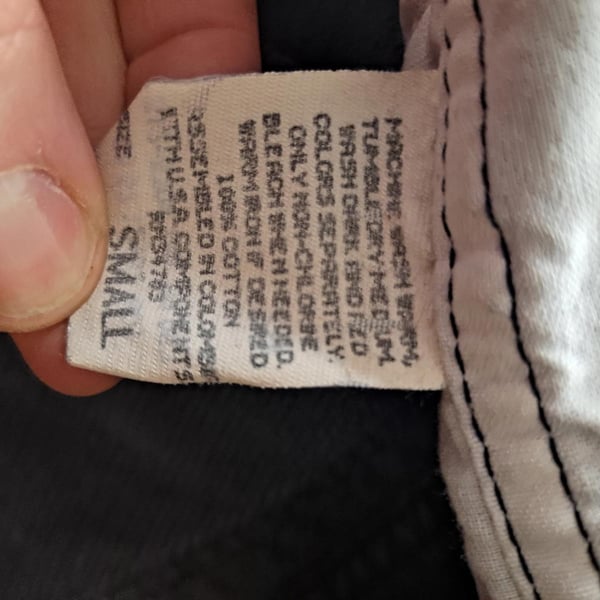 MACHINE WASH WARM,
TUMBLE DRY MEDIUM.
WASH DARK AND RED
COLORS SEPARATELY.
ONLY NON-CHLORINE
BLEACH WHEN NEEDED.
WARM IRON IF DESIRED
100% COTTON
ASSEMBLED IN COLOMBIA
WITH U.S.A. COMPONENTS
SMALL